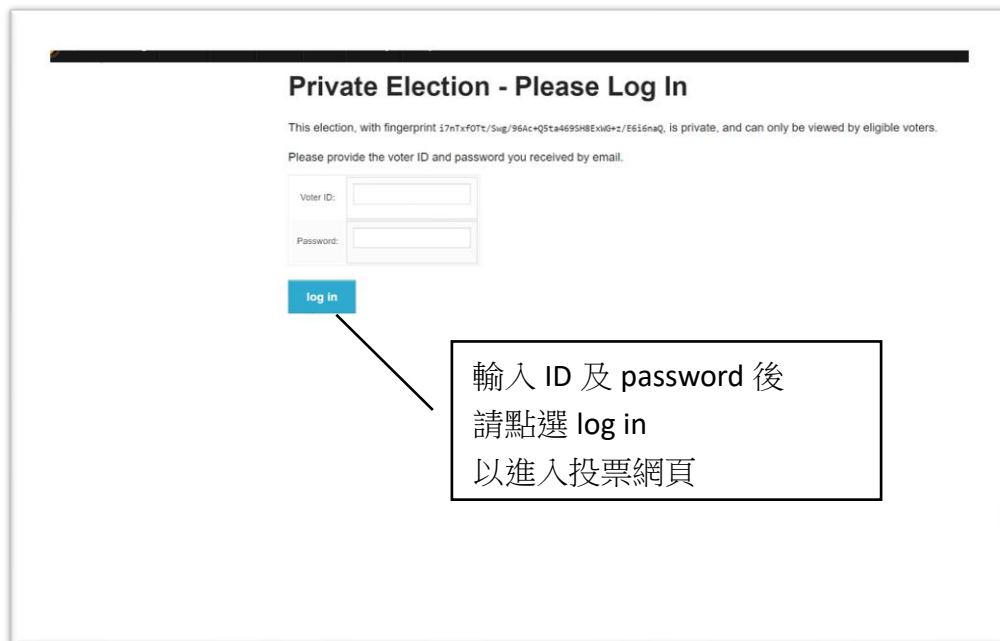 Private Election - Please Log In
This election, with fingerprint i7nTxfOTt/Swg/96Ac+Q5ta469SH8ExWG+z/E6i6naQ, is private, and can only be viewed by eligible voters.
Please provide the voter ID and password you received by email.
Voter ID:
Password:
log in
輸入 ID 及 password 後
請點選 log in
以進入投票網頁